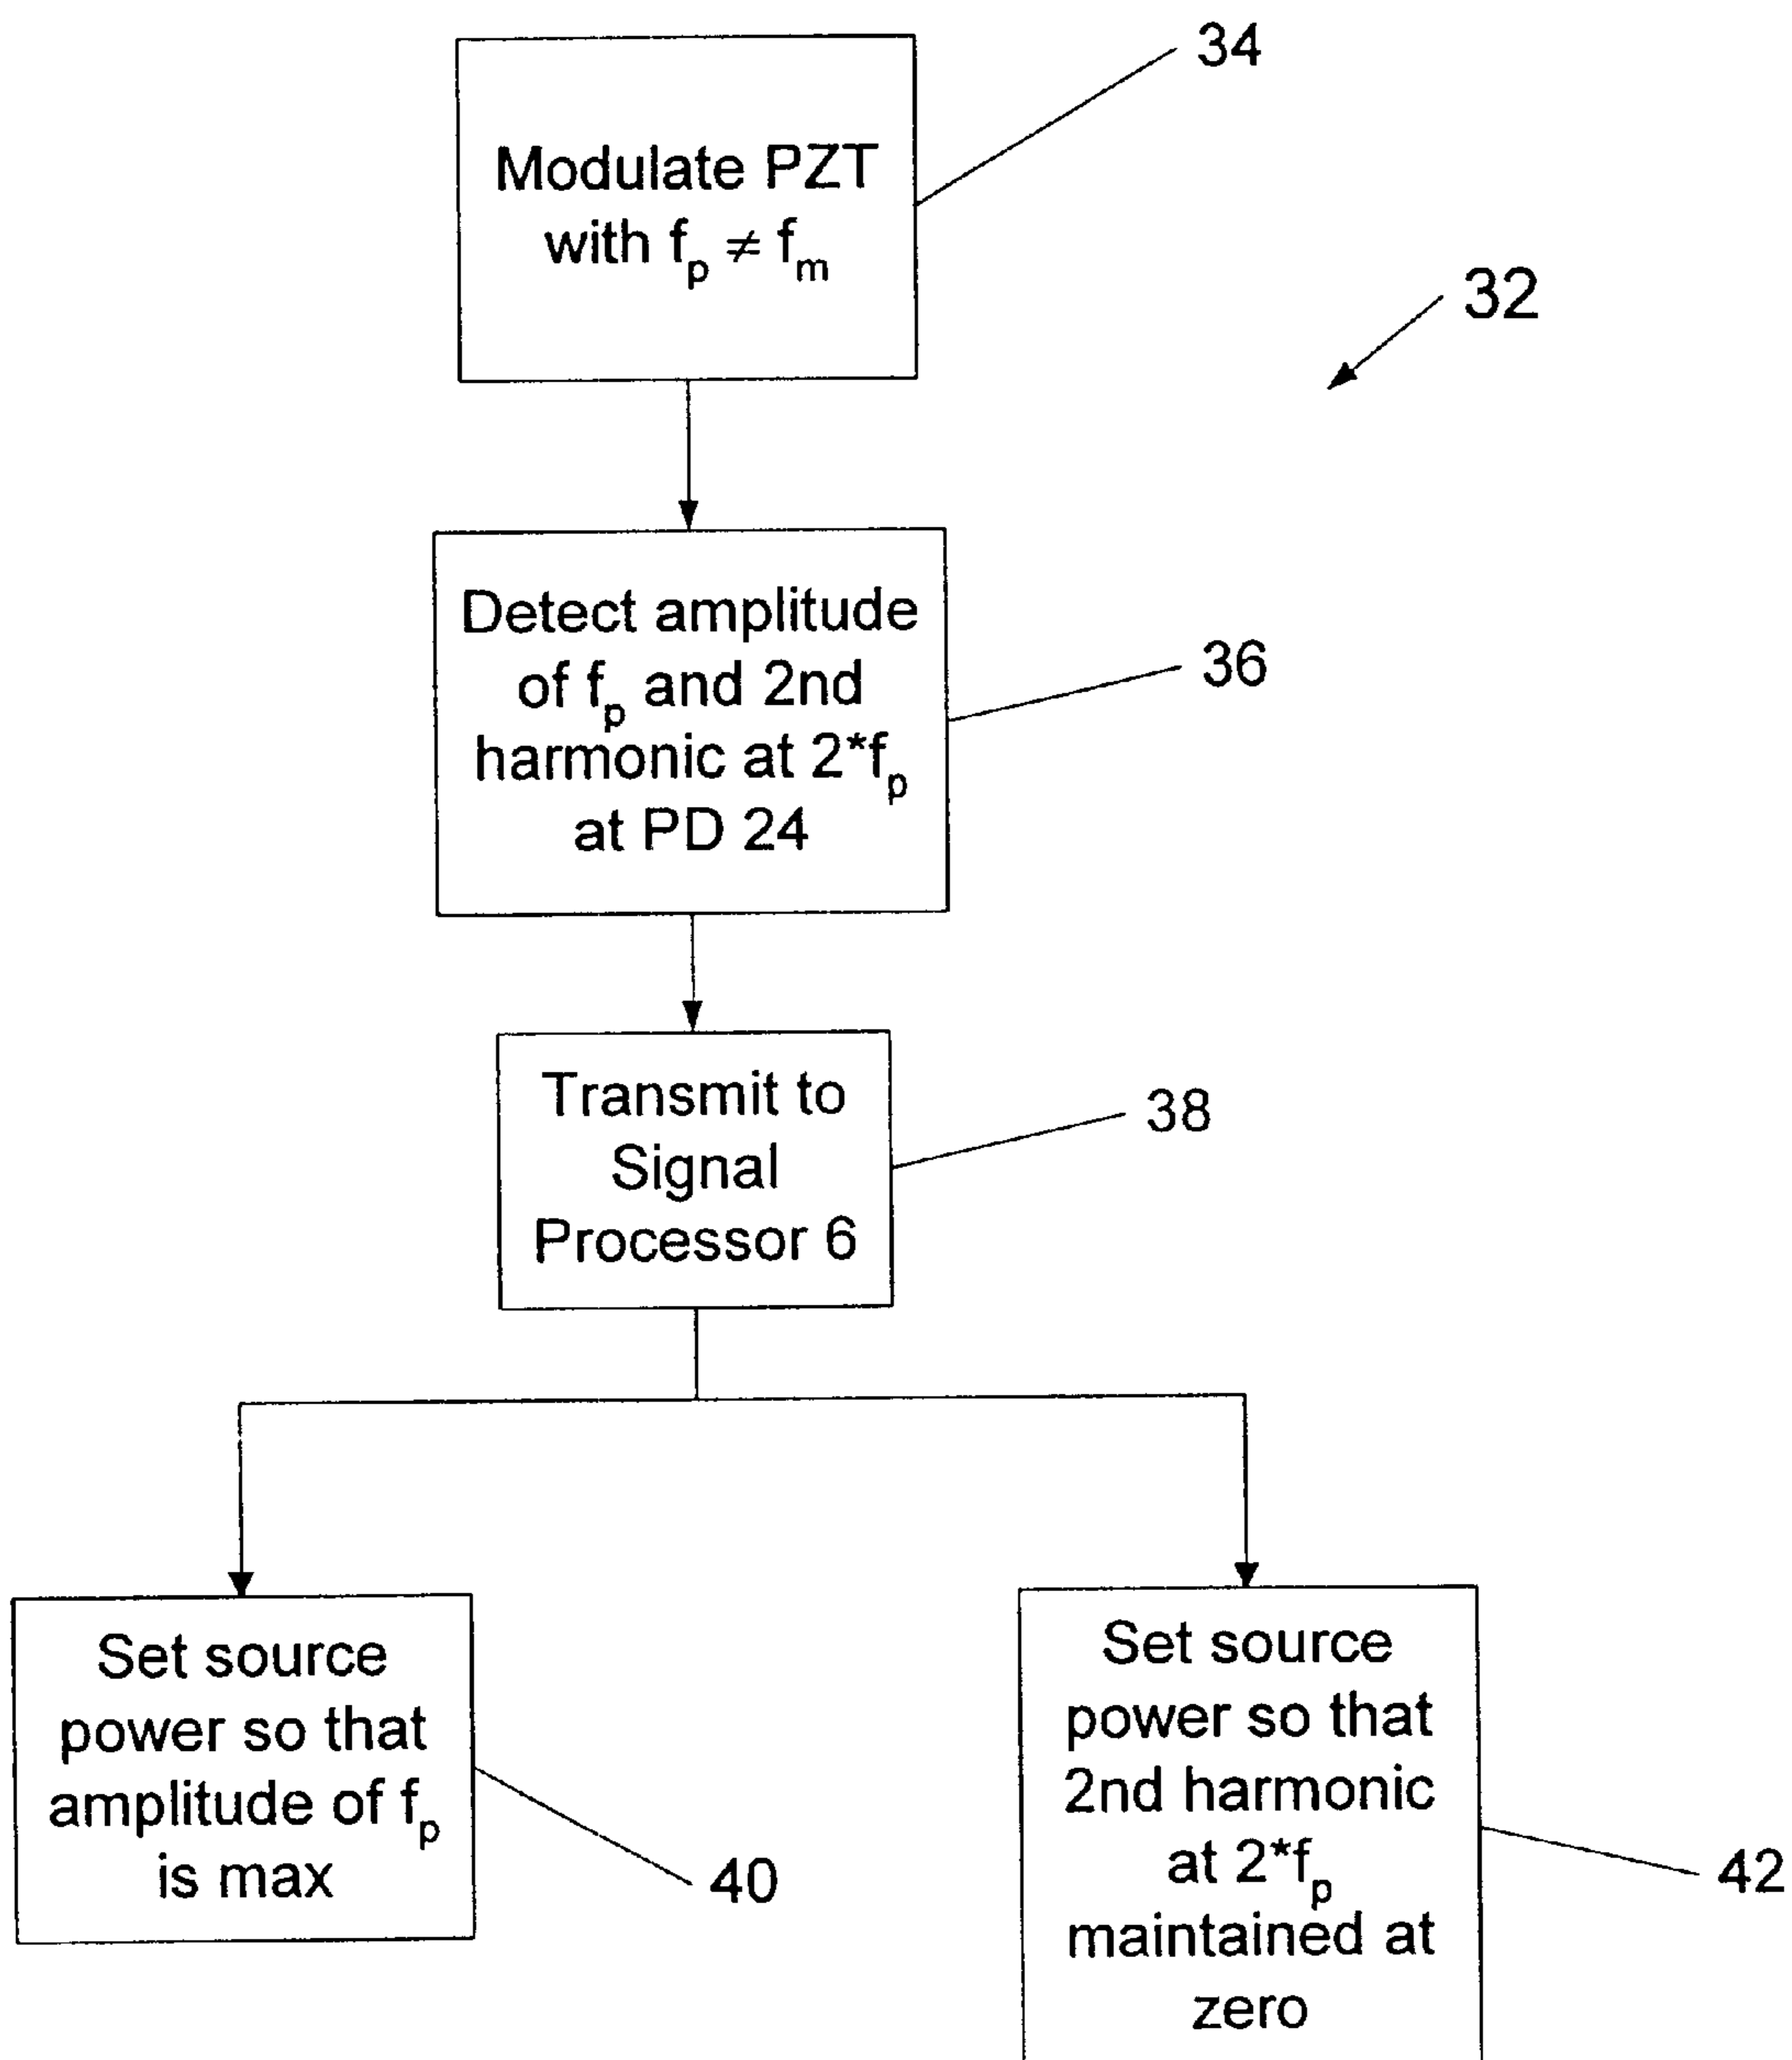 34
Modulate PZT
with fp ≠ fm
32
Detect amplitude
of fp and 2nd
harmonic at 2*fp
at PD 24
36
Transmit to
Signal
Processor 6
38
Set source
power so that
amplitude of fp
is max
40
Set source
power so that
2nd harmonic
at 2*fp
maintained at
zero
42